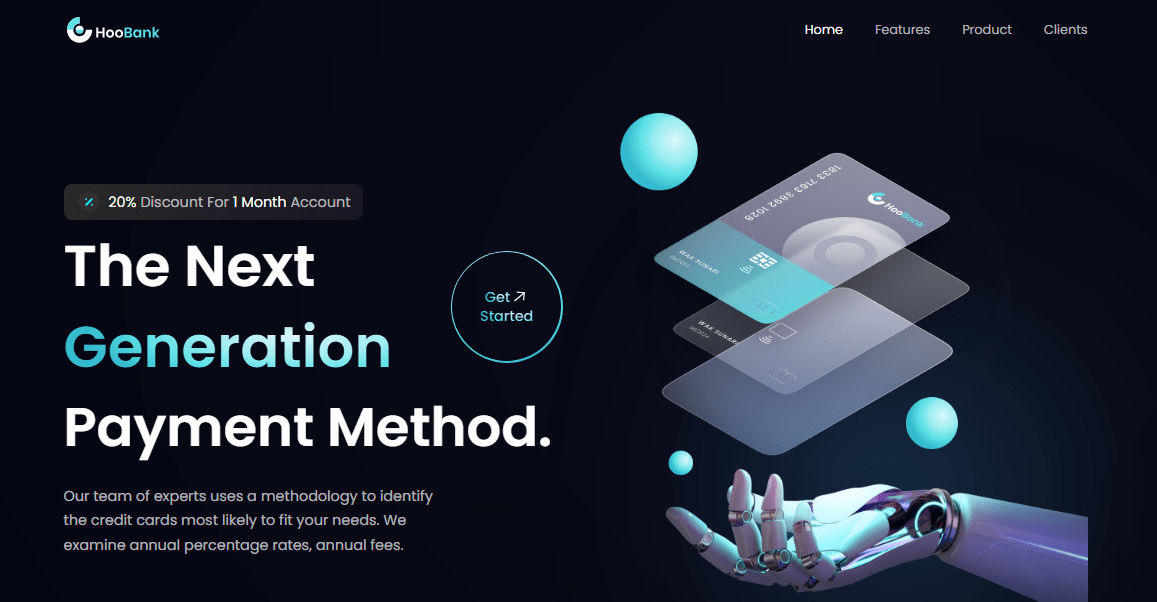 HooBank
Home
Features
Product
Clients
20% Discount For 1 Month Account
The Next
Generation
Payment Method.
Get
Started
Our team of experts uses a methodology to identify
the credit cards most likely to fit your needs. We
examine annual percentage rates, annual fees.
1833 7163 3892 1028
HooBank
WAK SUNARI
WAK SUNARI